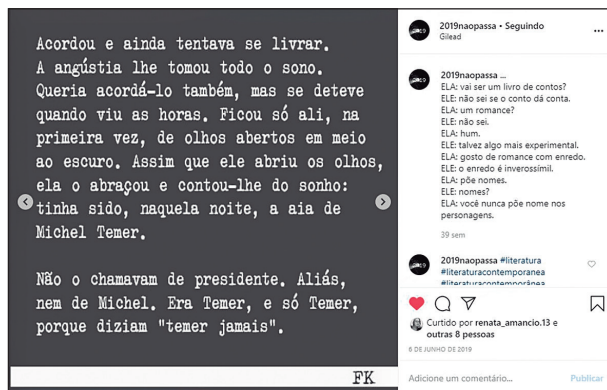 Acordou e ainda tentava se livrar.
A angústia lhe tomou todo o sono.
Queria acordá-lo também, mas se deteve
quando viu as horas. Ficou só ali, na
primeira vez, de olhos abertos em meio
ao escuro. Assim que ele abriu os olhos,
ela o abraçou e contou-lhe do sonho:
tinha sido, naquela noite, a aia de
Michel Temer.
Não o chamavam de presidente. Aliás,
nem de Michel. Era Temer, e só Temer,
porque diziam "temer jamais".
FK
2019naopassa • Seguindo
Gilead
2019naopassa ...
ELA: vai ser um livro de contos?
ELE: não sei se o conto dá conta.
ELA: um romance?
ELE: não sei.
ELA: hum.
ELE: talvez algo mais experimental.
ELA: gosto de romance com enredo.
ELE: o enredo é inverossímil.
ELA: põe nomes.
ELE: nomes?
ELA: você nunca põe nome nos
personagens.
39 sem
2019naopassa #literatura
#literaturacontemporanea
#literaturacontemporânea
Curtido por renata_amancio.13 e
outras 8 pessoas
6 DE JUNHO DE 2019
Adicione um comentário...
Publicar